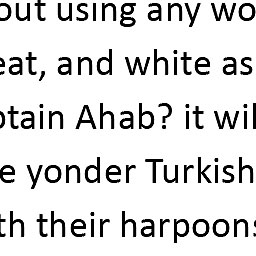 out using any wo
eat, and white as
ptain Ahab? it wil
e yonder Turkish
th their harpoons